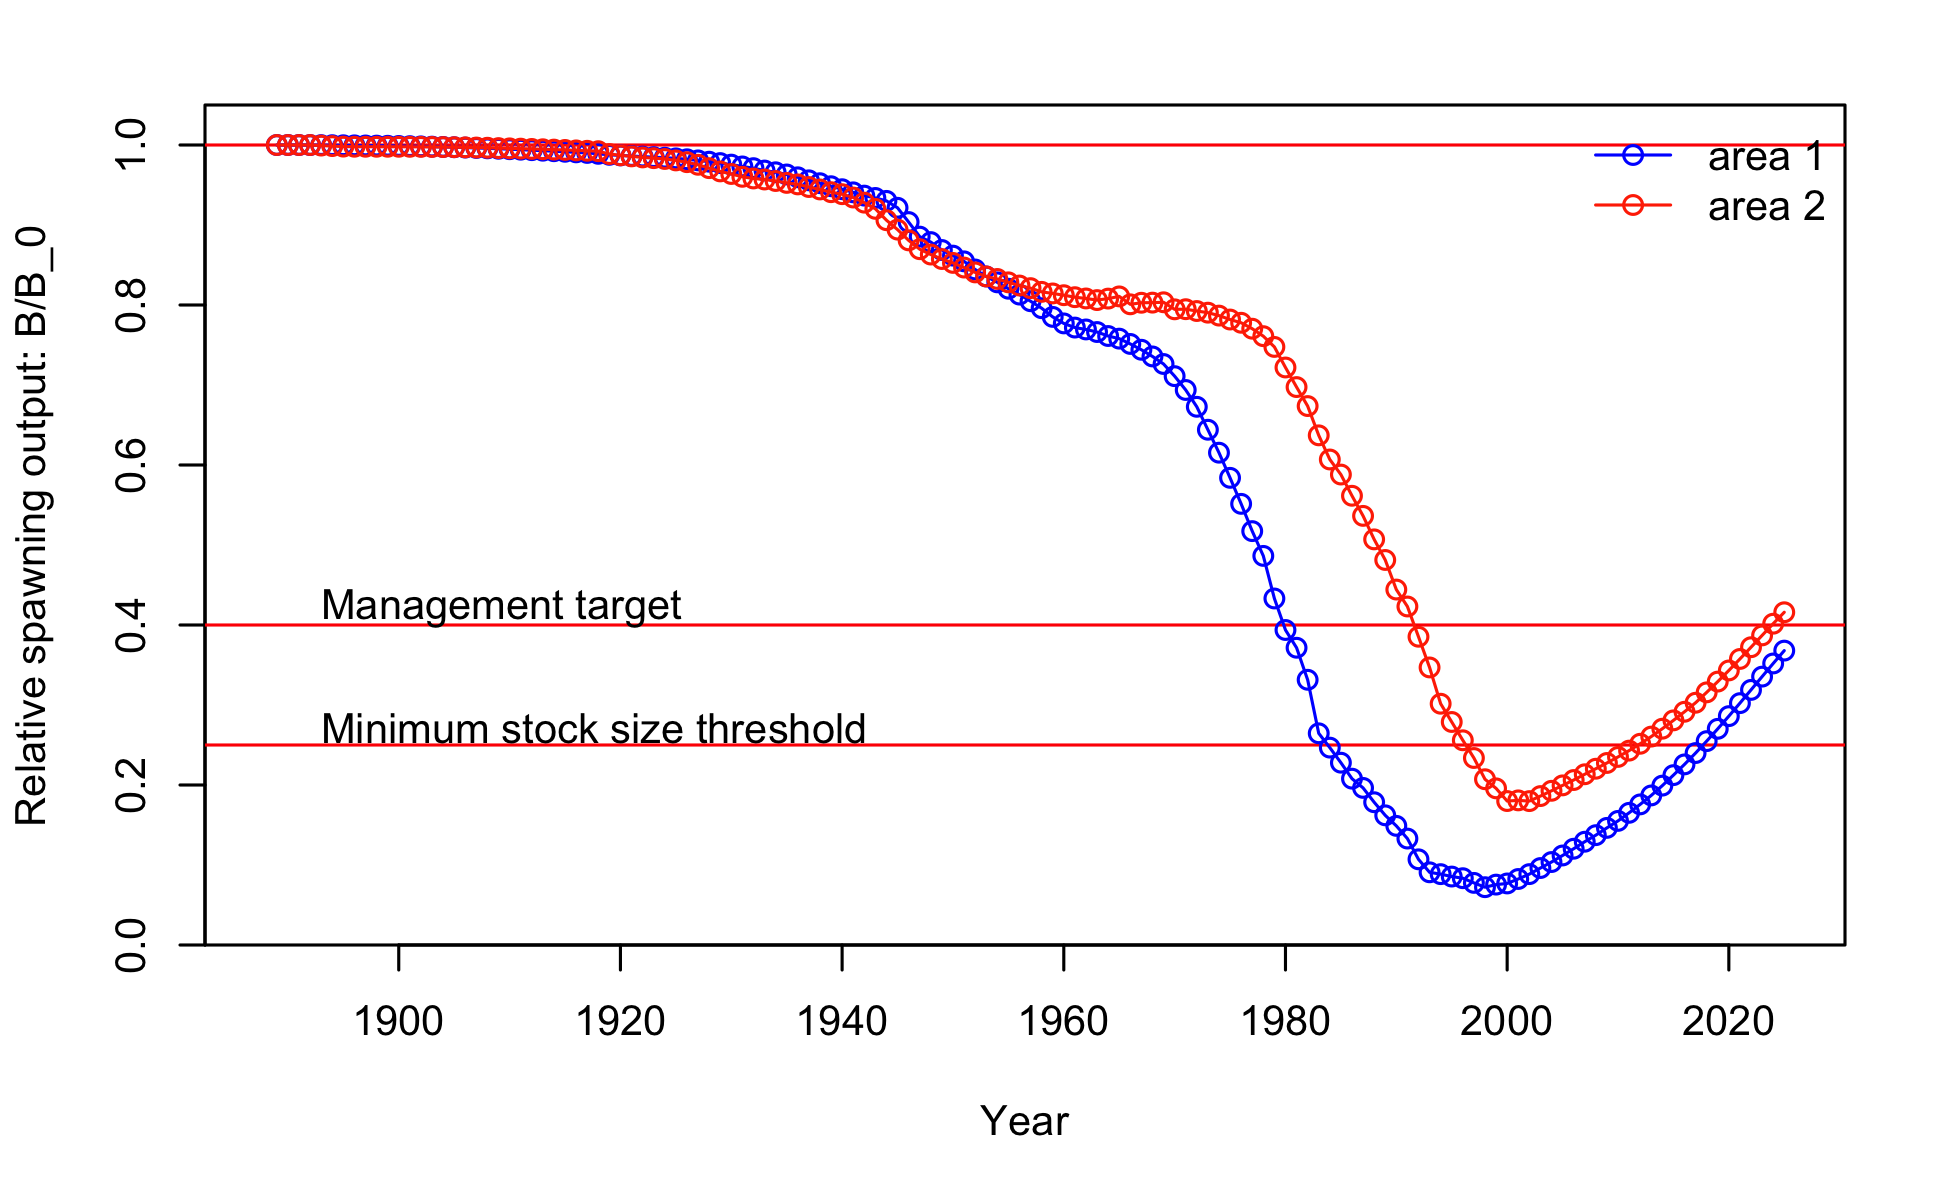 area 1
area 2
Management target
Minimum stock size threshold
Relative spawning output: B/B_0
0.0
0.2
0.4
0.6
0.8
1.0
1900 1920 1940 1960 1980 2000 2020
Year